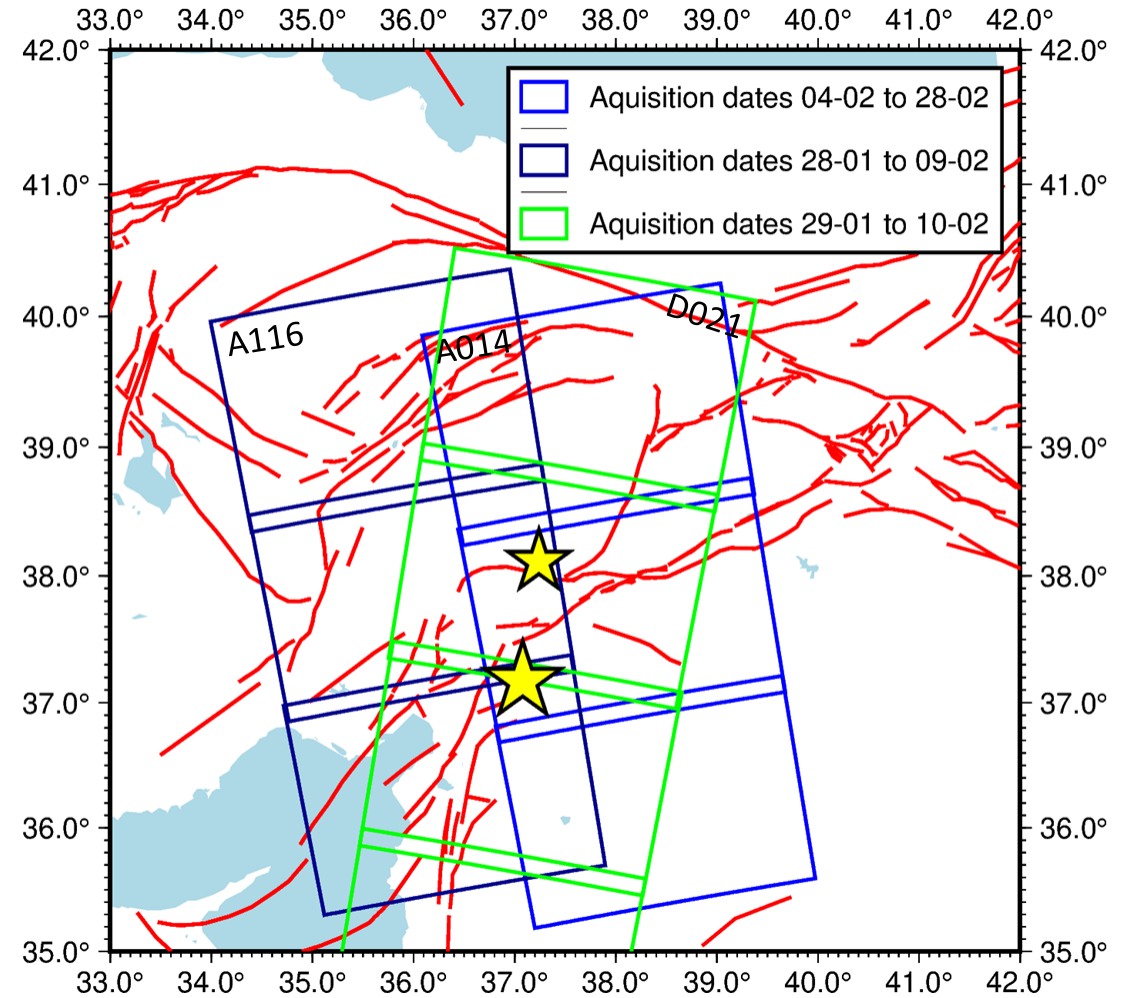 33.0° 34.0° 35.0° 36.0° 37.0° 38.0° 39.0° 40.0° 41.0° 42.0°
42.0° 42.0°
Aquisition dates 04-02 to 28-02
Aquisition dates 28-01 to 09-02
41.0° 41.0°
Aquisition dates 29-01 to 10-02
40.0° D021 40.0°
A116 A014
39.0° 39.0°
38.0° 38.0°
37.0° 37.0°
36.0° 36.0°
35.0° 35.0°
33.0° 34.0° 35.0° 36.0° 37.0° 38.0° 39.0° 40.0° 41.0° 42.0°